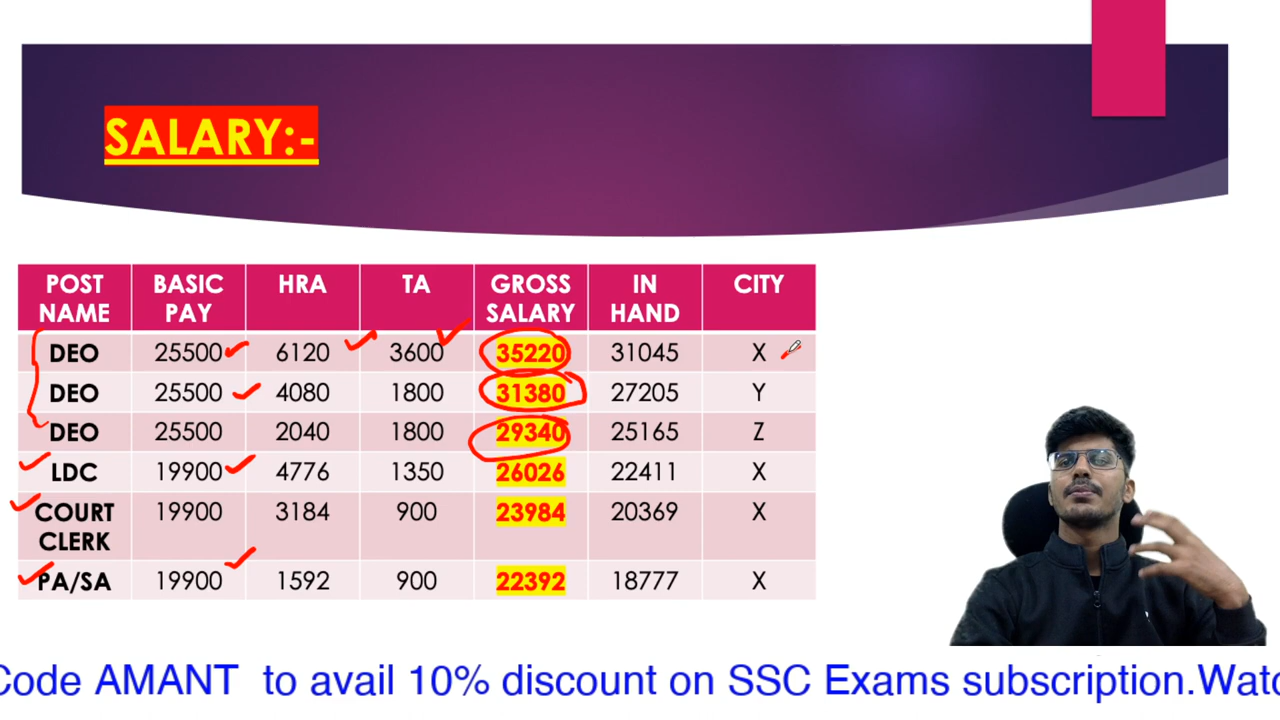 SALARY:-
POST NAME BASIC PAY HRA TA GROSS SALARY IN HAND CITY
DEO 25500 6120 3600 35220 31045 X
DEO 25500 4080 1800 31380 27205 Y
DEO 25500 2040 1800 29340 25165 Z
LDC 19900 4776 1350 26026 22411 X
COURT CLERK 19900 3184 900 23984 20369 X
PA/SA 19900 1592 900 22392 18777 X
Code AMANT to avail 10% discount on SSC Exams subscription.Watc